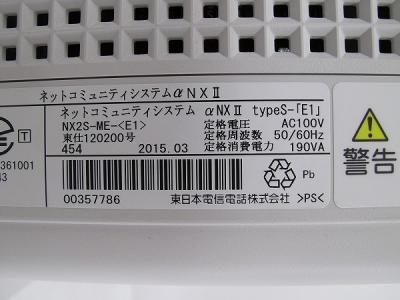 ネットコミュニティシステムαNXⅡ
ネットコミュニティシステム αNXⅡ typeS-「E1」
NX2S-ME-<E1> 定格電圧 AC100V
東仕120200号 定格周波数 50/60Hz
454 2015.03 定格消費電力 190VA
T
361001
43
00357786 東日本電信電話株式会社 >PS<
Pb
警告